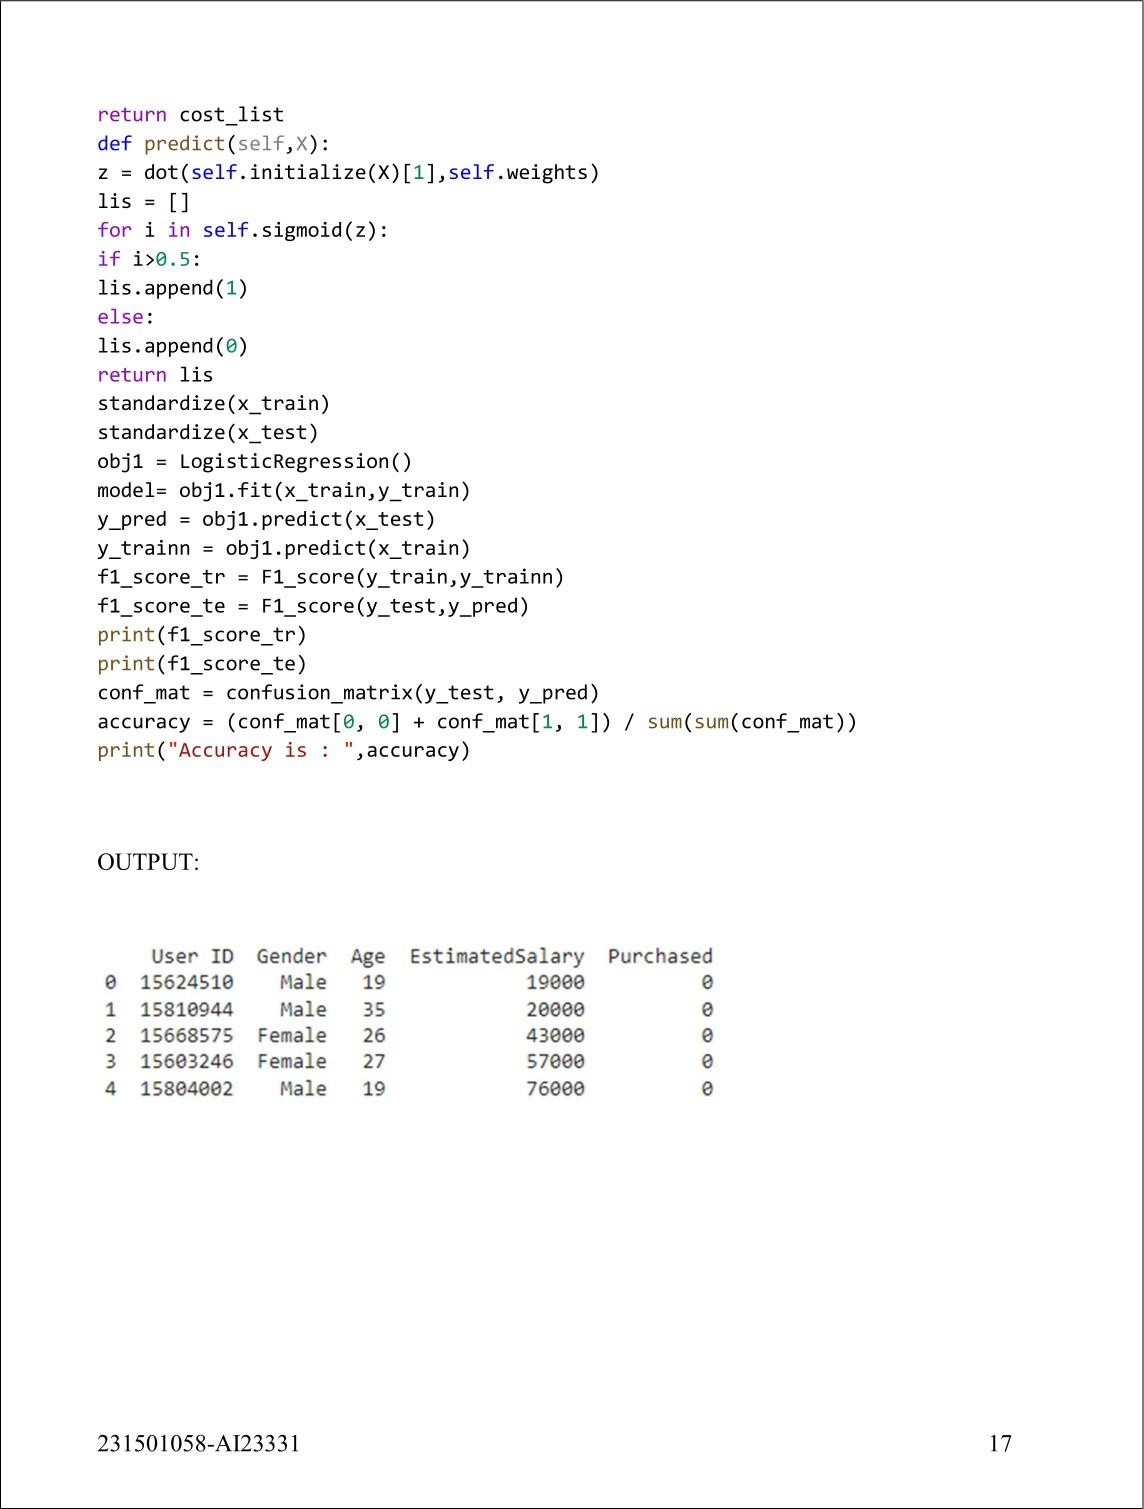 return cost_list
def predict(self,X):
z = dot(self.initialize(X)[1],self.weights)
lis = []
for i in self.sigmoid(z):
if i>0.5:
lis.append(1)
else:
lis.append(0)
return lis
standardize(x_train)
standardize(x_test)
obj1 = LogisticRegression()
model= obj1.fit(x_train,y_train)
y_pred = obj1.predict(x_test)
y_trainn = obj1.predict(x_train)
f1_score_tr = F1_score(y_train,y_trainn)
f1_score_te = F1_score(y_test,y_pred)
print(f1_score_tr)
print(f1_score_te)
conf_mat = confusion_matrix(y_test, y_pred)
accuracy = (conf_mat[0, 0] + conf_mat[1, 1]) / sum(sum(conf_mat))
print("Accuracy is : ",accuracy)
OUTPUT:
User ID Gender Age EstimatedSalary Purchased
0 15624510 Male 19 19000 0
1 15810944 Male 35 20000 0
2 15668575 Female 26 43000 0
3 15603246 Female 27 57000 0
4 15804002 Male 19 76000 0
231501058-AI23331 17